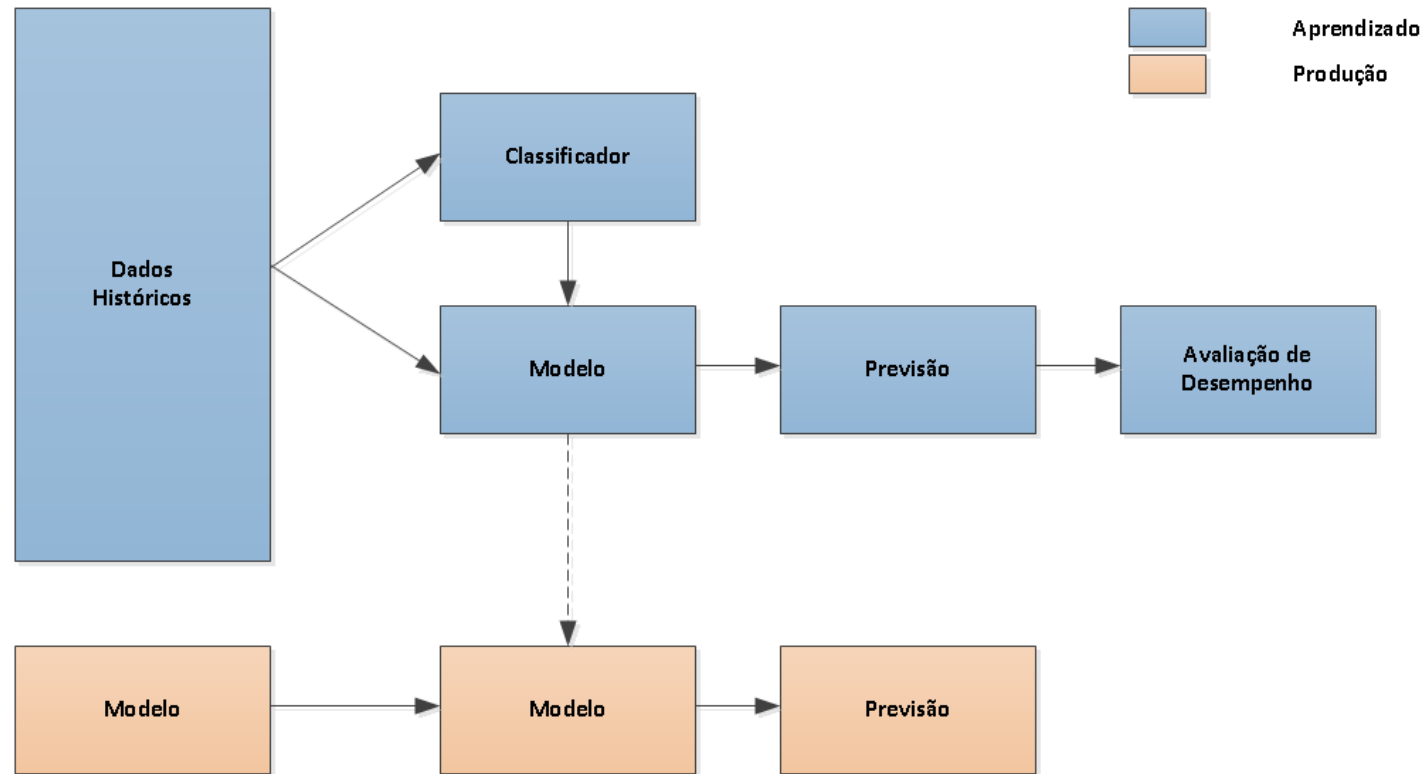 Aprendizado
Produção
Classificador
Dados
Históricos
Modelo
Previsão
Avaliação de
Desempenho
Modelo
Modelo
Previsão